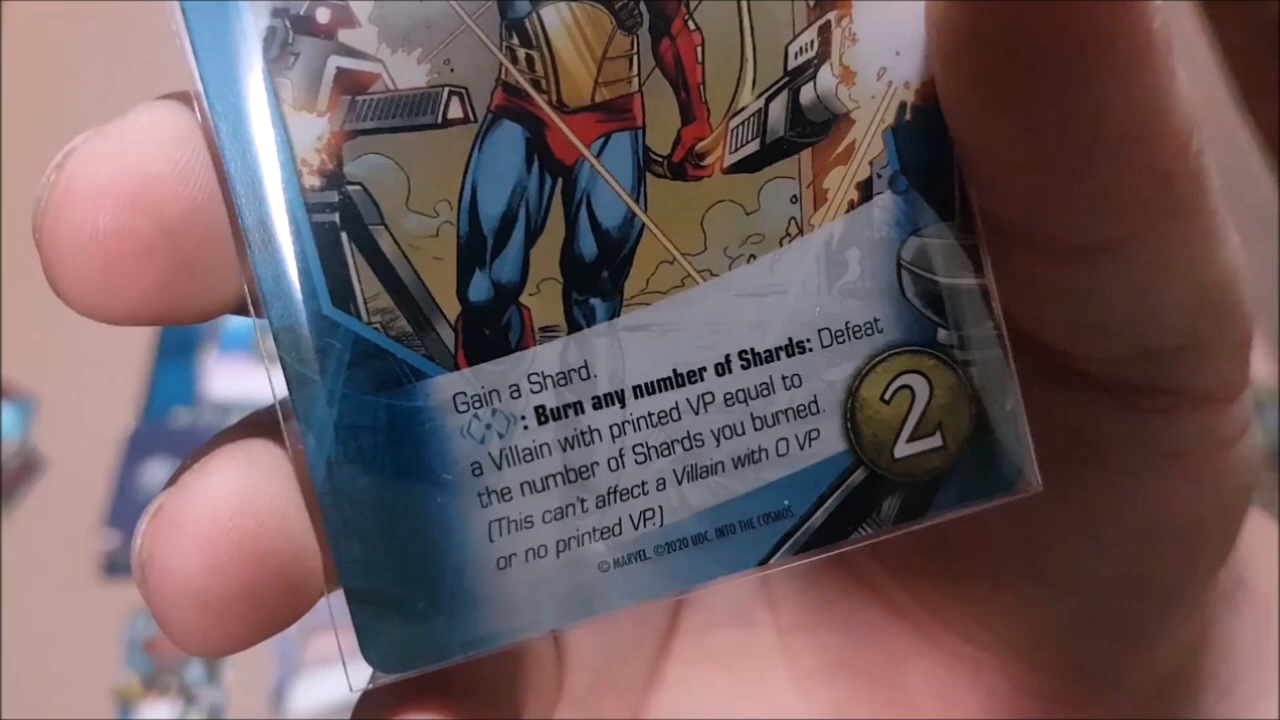 Gain a Shard.
: Burn any number of Shards: Defeat
a Villain with printed VP equal to
the number of Shards you burned.
(This can't affect a Villain with 0 VP
or no printed VP.)
2
© MARVEL. ©2020 UDC. INTO THE COSMOS.